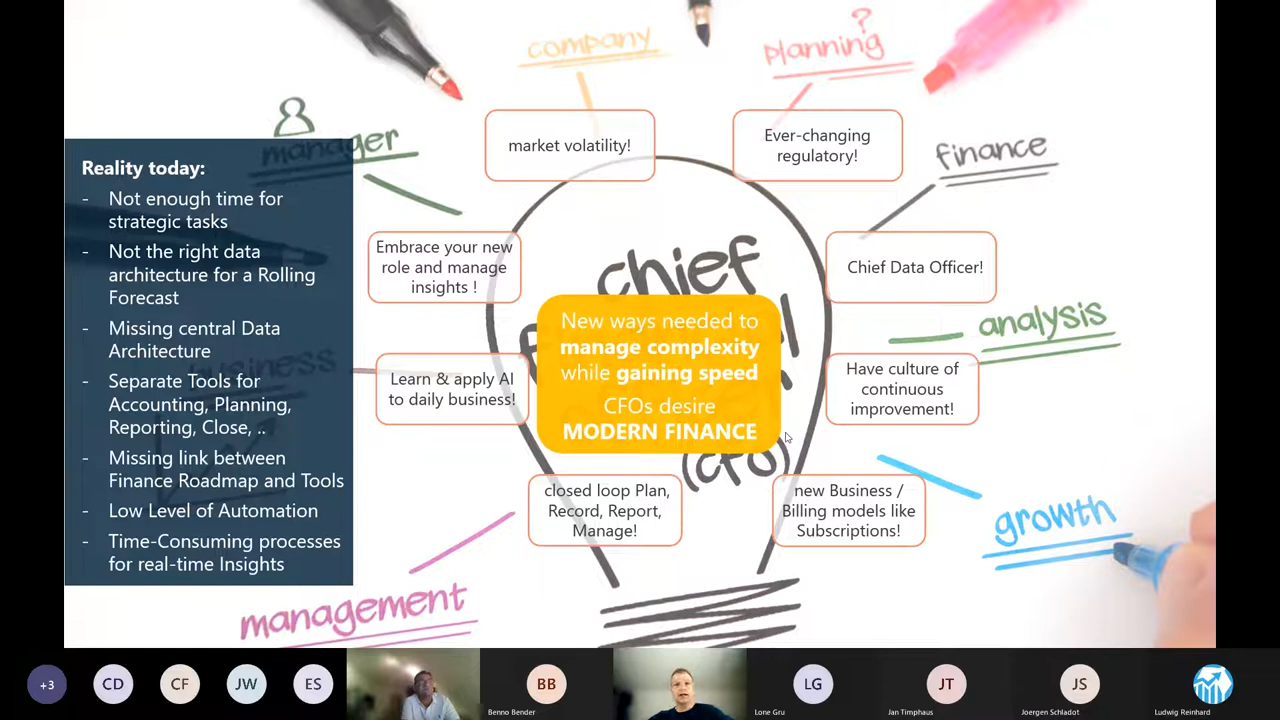 company
planning
?
manager
finance
market volatility!
Ever-changing
regulatory!
Reality today:
- Not enough time for
strategic tasks
- Not the right data
architecture for a Rolling
Forecast
- Missing central Data
Architecture
- Separate Tools for
Accounting, Planning,
Reporting, Close, ..
- Missing link between
Finance Roadmap and Tools
- Low Level of Automation
- Time-Consuming processes
for real-time Insights
Embrace your new
role and manage
insights !
chief
Chief Data Officer!
analysis
business
New ways needed to
manage complexity
while gaining speed
CFOs desire
MODERN FINANCE
Learn & apply AI
to daily business!
Have culture of
continuous
improvement!
(CFO)
closed loop Plan,
Record, Report,
Manage!
new Business /
Billing models like
Subscriptions!
growth
management
+3
CD
CF
JW
ES
BB
Benno Bender
LG
Lone Gru
JT
Jan Timphaus
JS
Joergen Schladot
Ludwig Reinhard